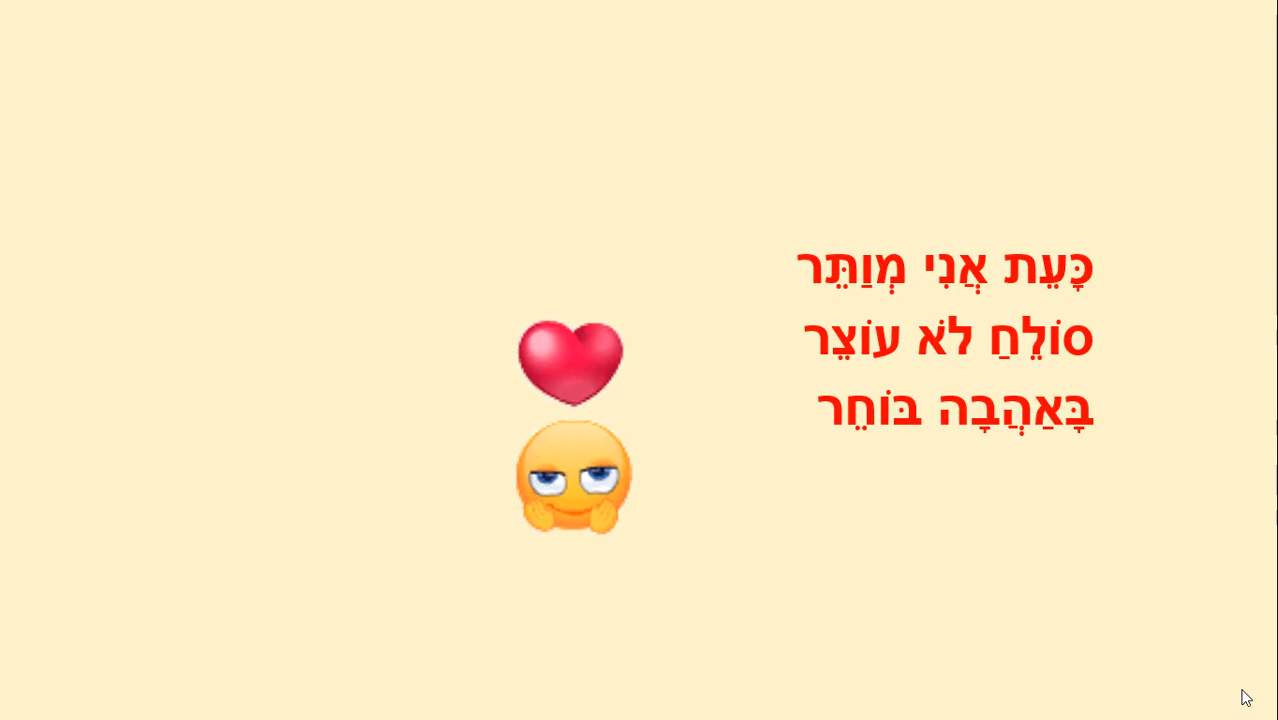 כָּעֵת אֲנִי מְוַתֵּר
סוֹלֵחַ לֹא עוֹצֵר
בָּאַהֲבָה בּוֹחֵר